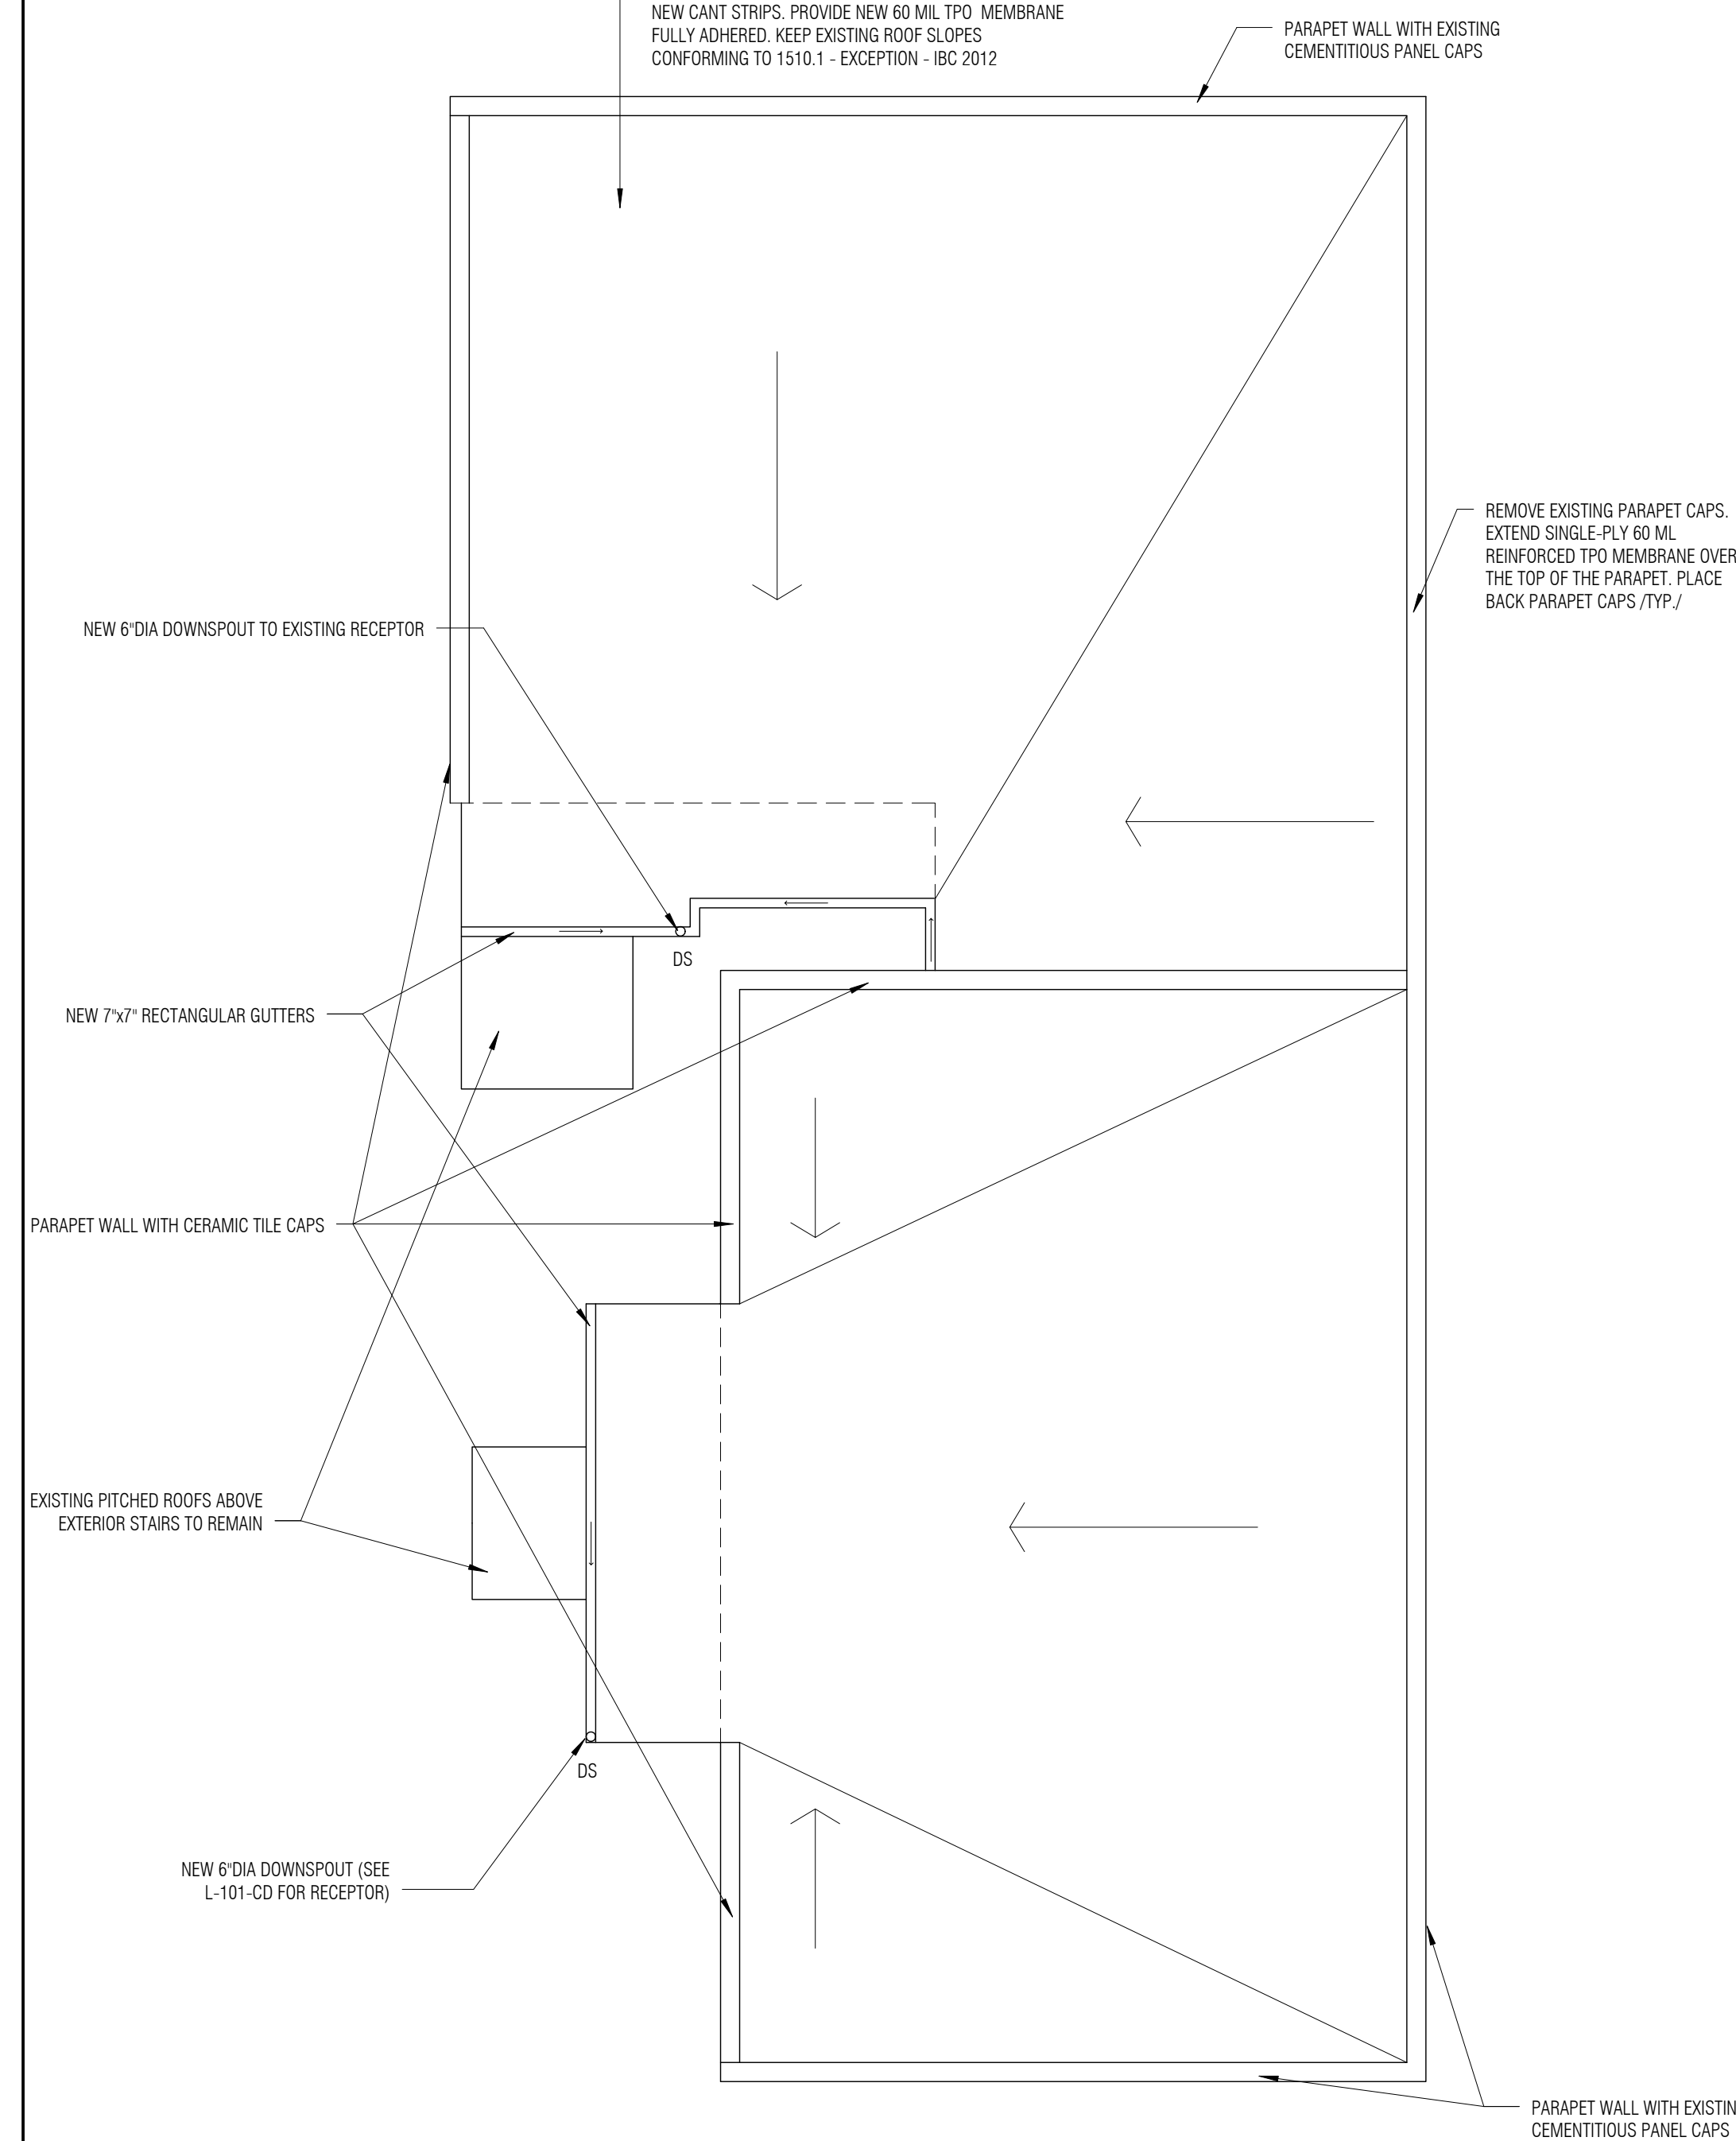 NEW CANT STRIPS. PROVIDE NEW 60 MIL TPO MEMBRANE
FULLY ADHERED. KEEP EXISTING ROOF SLOPES
CONFORMING TO 1510.1 - EXCEPTION - IBC 2012
PARAPET WALL WITH EXISTING
CEMENTITIOUS PANEL CAPS
REMOVE EXISTING PARAPET CAPS.
EXTEND SINGLE-PLY 60 ML
REINFORCED TPO MEMBRANE OVER
THE TOP OF THE PARAPET. PLACE
BACK PARAPET CAPS /TYP./
NEW 6"DIA DOWNSPOUT TO EXISTING RECEPTOR
DS
NEW 7"x7" RECTANGULAR GUTTERS
PARAPET WALL WITH CERAMIC TILE CAPS
EXISTING PITCHED ROOFS ABOVE
EXTERIOR STAIRS TO REMAIN
DS
NEW 6"DIA DOWNSPOUT (SEE
L-101-CD FOR RECEPTOR)
PARAPET WALL WITH EXISTIN
CEMENTITIOUS PANEL CAPS